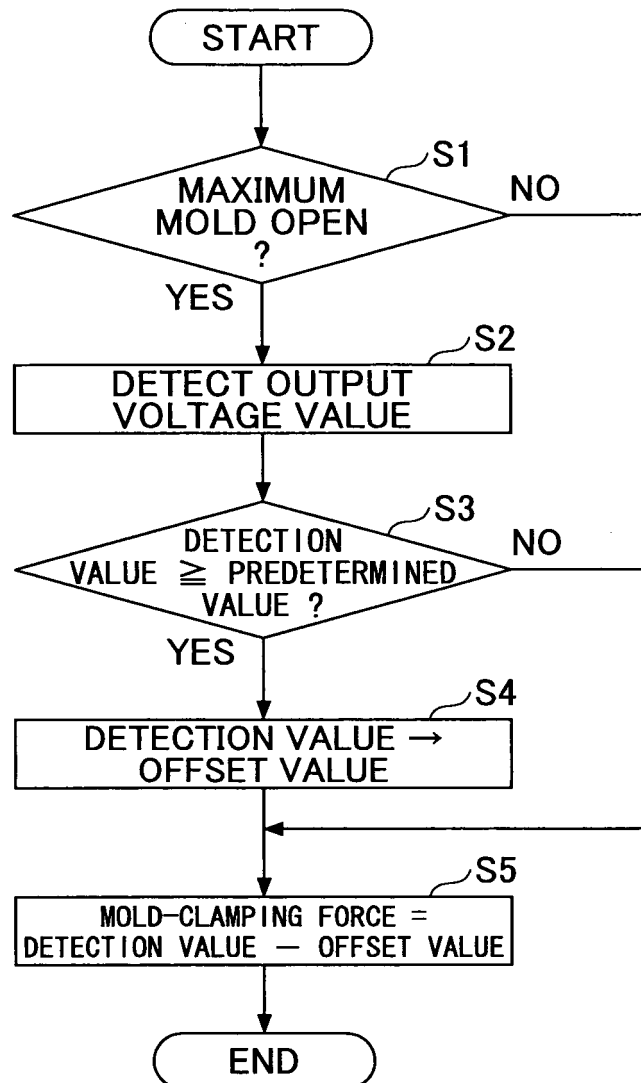 START
S1
MAXIMUM
MOLD OPEN
?
NO
YES
S2
DETECT OUTPUT
VOLTAGE VALUE
S3
DETECTION
VALUE ≧ PREDETERMINED
VALUE ?
NO
YES
S4
DETECTION VALUE →
OFFSET VALUE
S5
MOLD-CLAMPING FORCE =
DETECTION VALUE — OFFSET VALUE
END